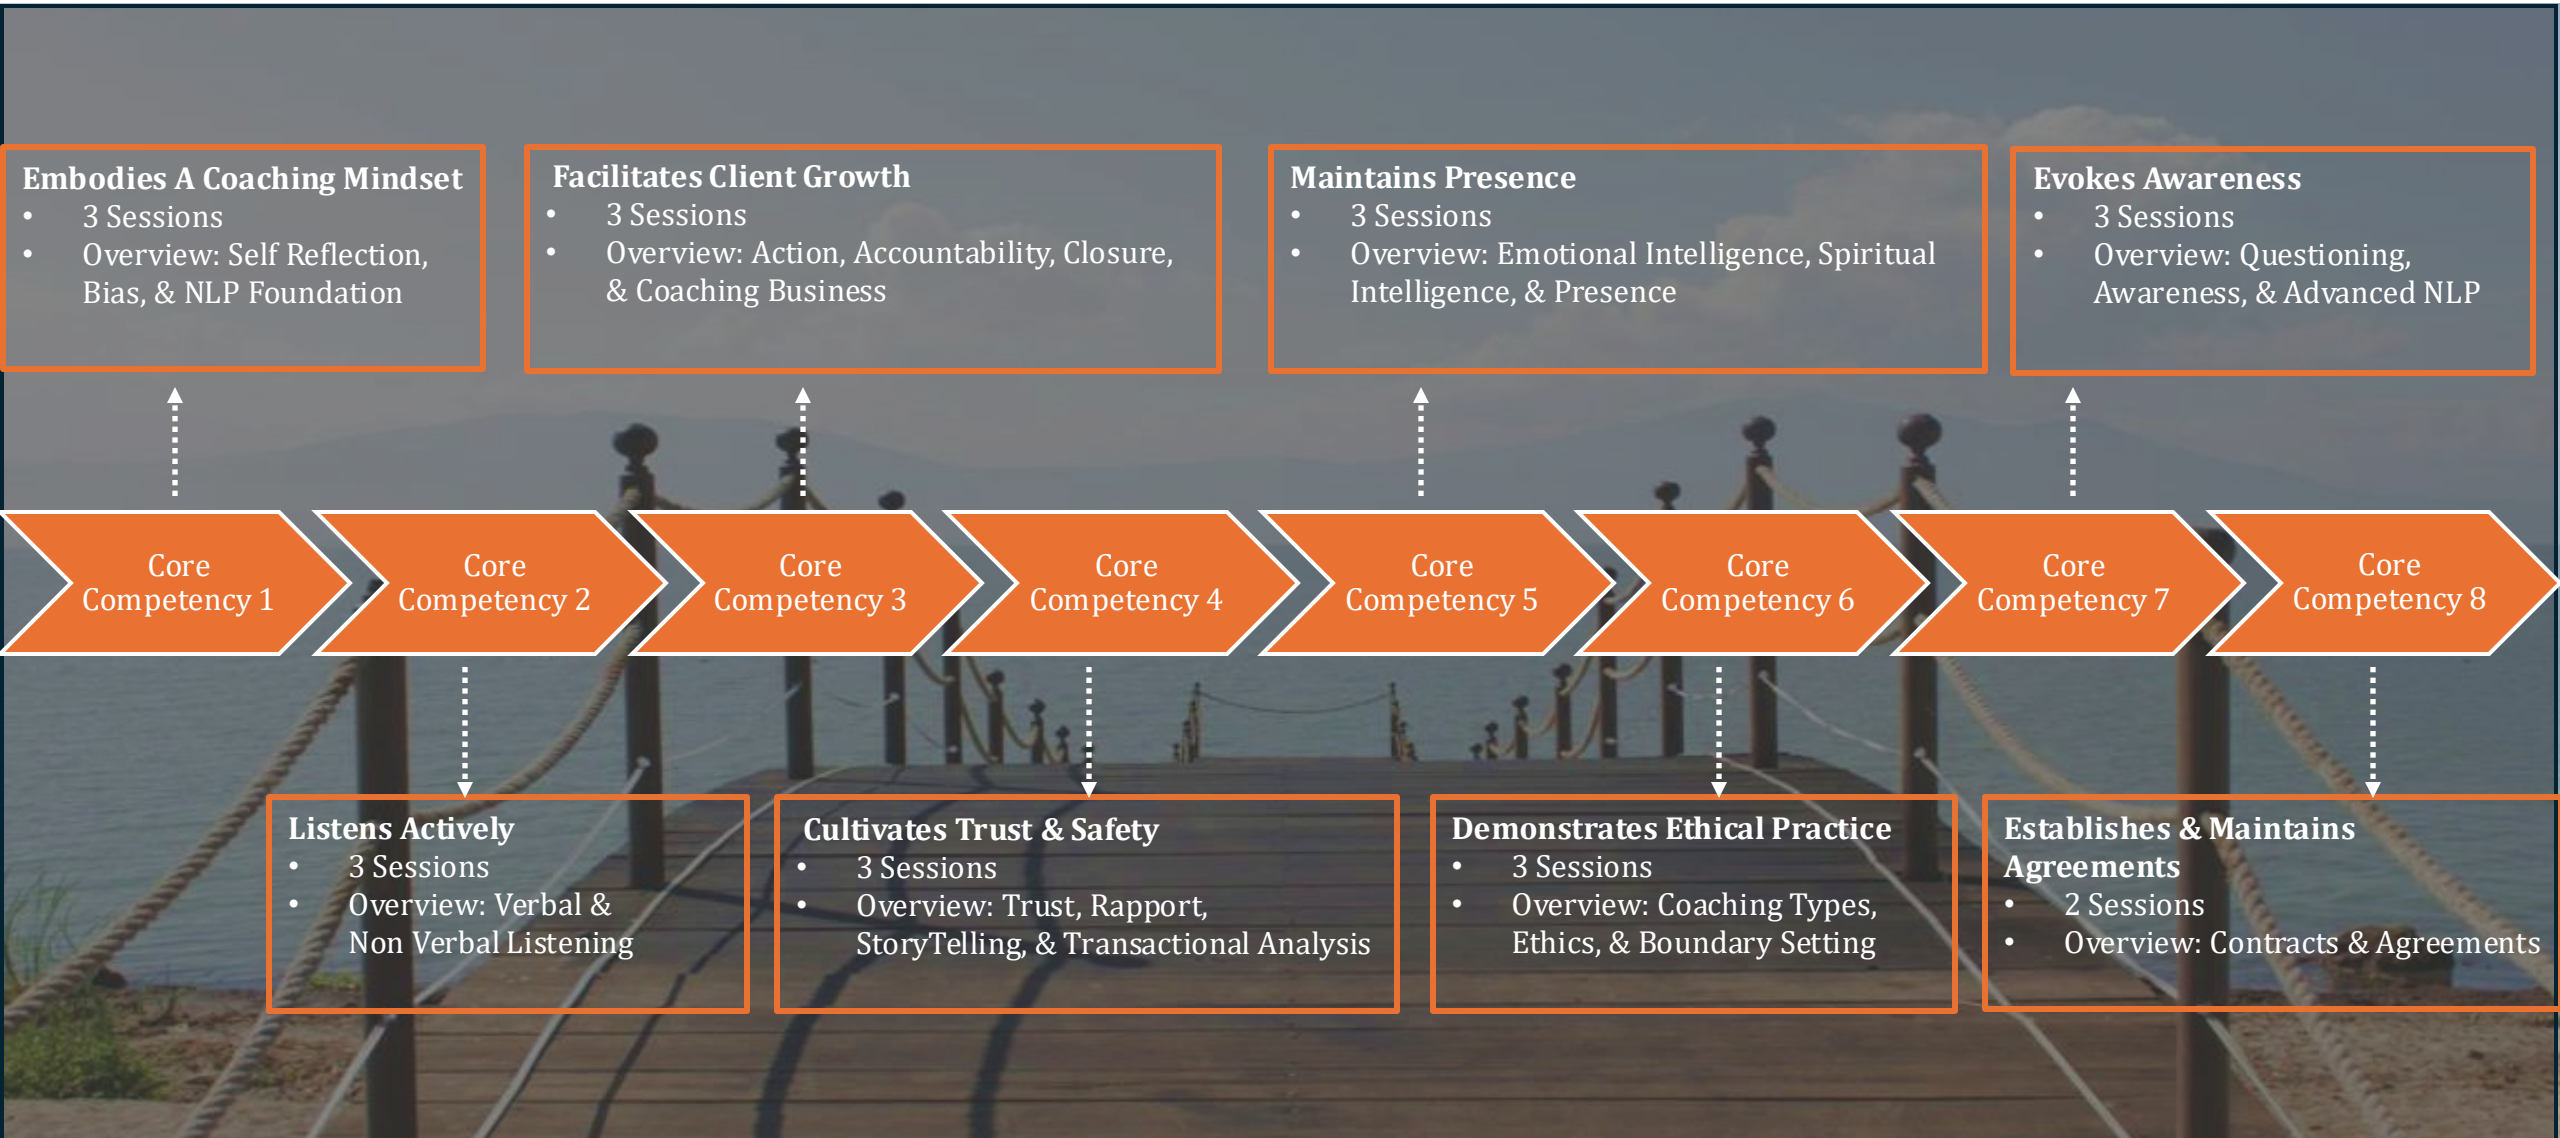 Embodies A Coaching Mindset
• 3 Sessions
• Overview: Self Reflection,
Bias, & NLP Foundation
Facilitates Client Growth
• 3 Sessions
• Overview: Action, Accountability, Closure,
& Coaching Business
Maintains Presence
• 3 Sessions
• Overview: Emotional Intelligence, Spiritual
Intelligence, & Presence
Evokes Awareness
• 3 Sessions
• Overview: Questioning,
Awareness, & Advanced NLP
Core
Competency 1
Core
Competency 2
Core
Competency 3
Core
Competency 4
Core
Competency 5
Core
Competency 6
Core
Competency 7
Core
Competency 8
Listens Actively
• 3 Sessions
• Overview: Verbal &
Non Verbal Listening
Cultivates Trust & Safety
• 3 Sessions
• Overview: Trust, Rapport,
StoryTelling, & Transactional Analysis
Demonstrates Ethical Practice
• 3 Sessions
• Overview: Coaching Types,
Ethics, & Boundary Setting
Establishes & Maintains
Agreements
• 2 Sessions
• Overview: Contracts & Agreements